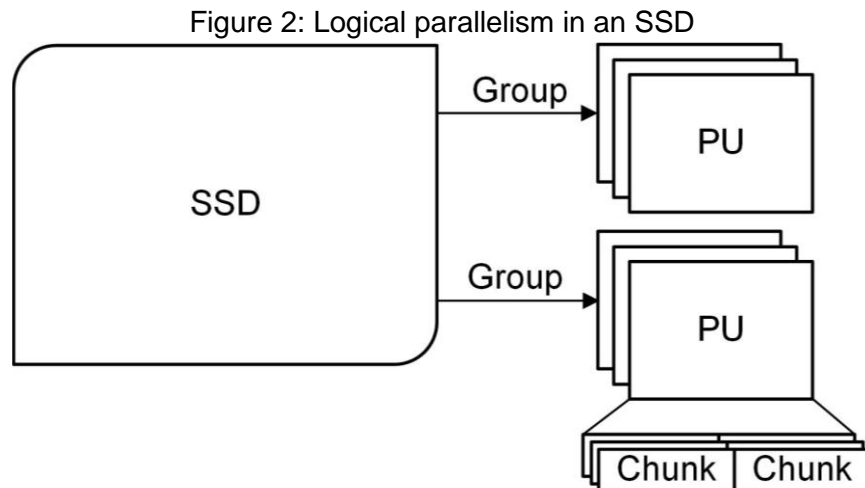 Figure 2: Logical parallelism in an SSD
Group
PU
SSD
Group
PU
Chunk Chunk